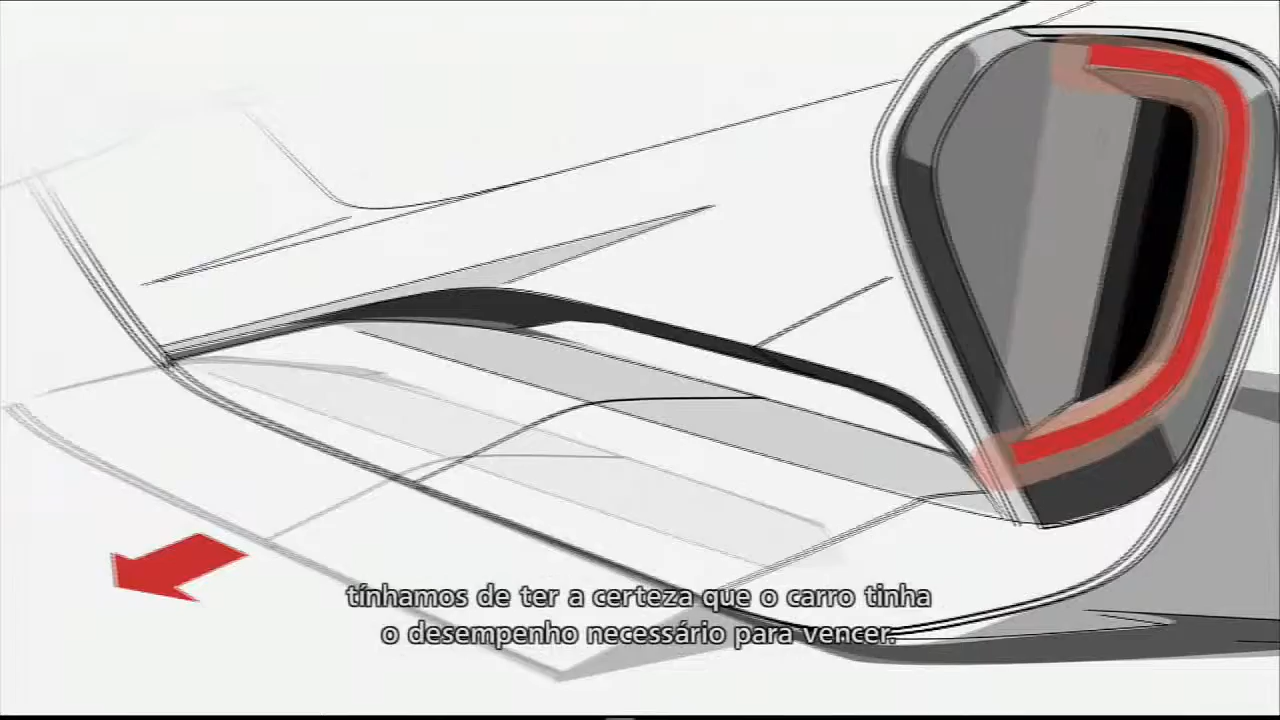 tínhamos de ter a certeza que o carro tinha
o desempenho necessário para vencer.